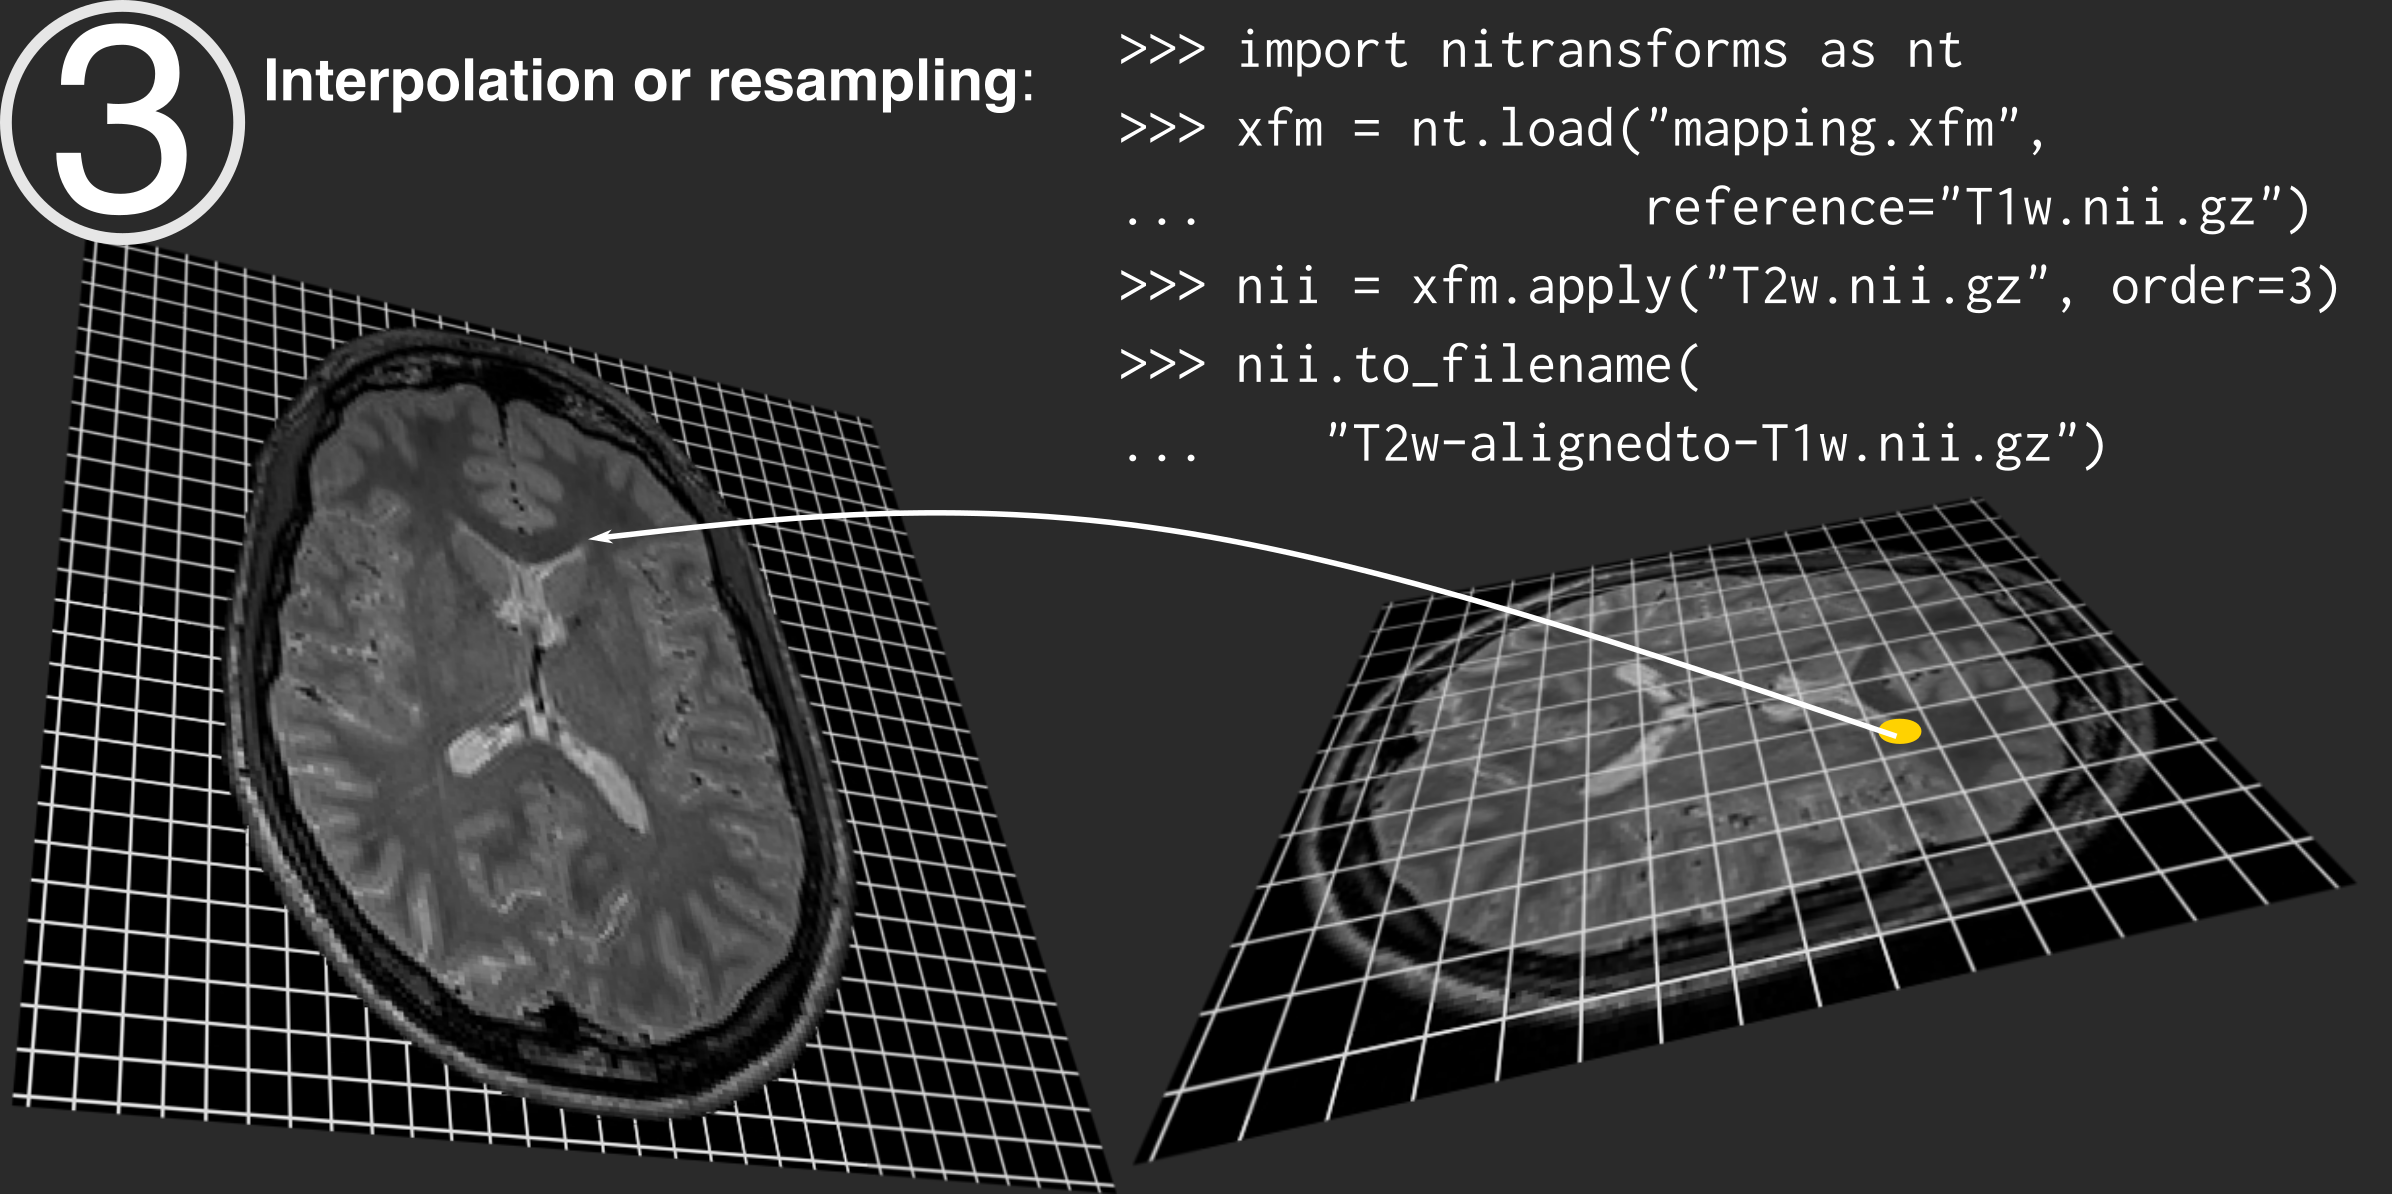 3
Interpolation or resampling:
>>> import nitransforms as nt
>>> xfm = nt.load("mapping.xfm",
... reference="T1w.nii.gz")
>>> nii = xfm.apply("T2w.nii.gz", order=3)
>>> nii.to_filename(
... "T2w-alignedto-T1w.nii.gz")